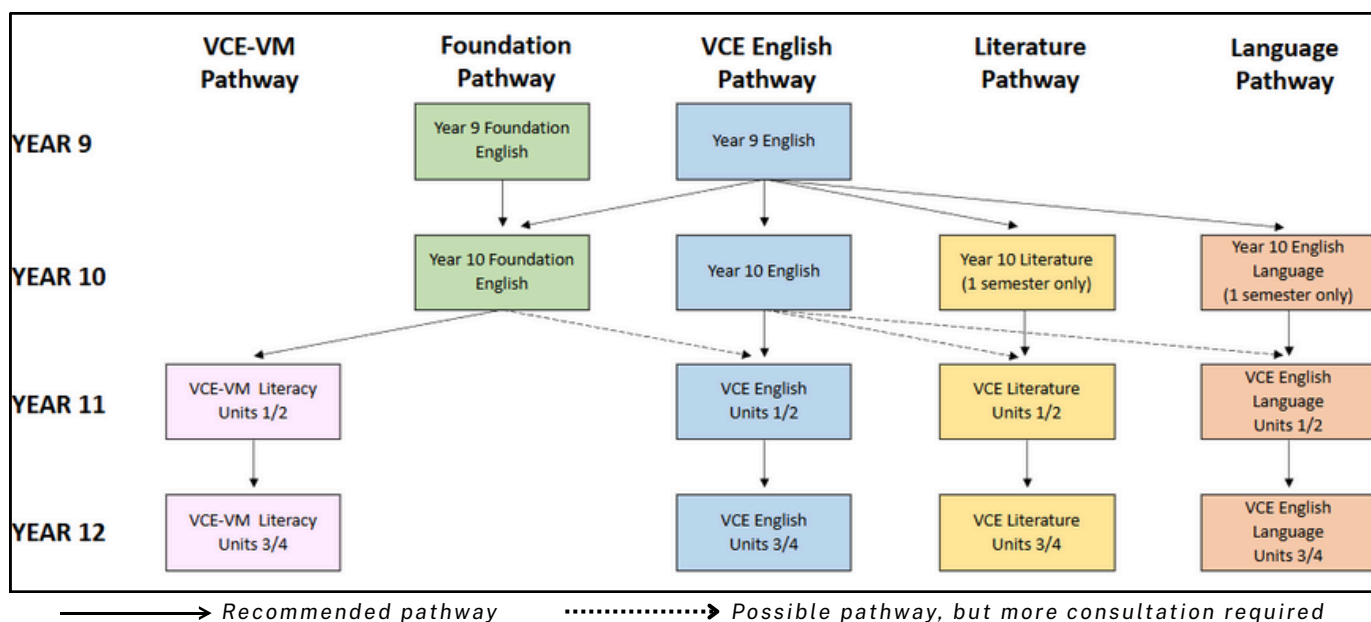 VCE-VM
Pathway
Foundation
Pathway
VCE English
Pathway
Literature
Pathway
Language
Pathway
YEAR 9
Year 9 Foundation
English
Year 9 English
YEAR 10
Year 10 Foundation
English
Year 10 English
Year 10 Literature
(1 semester only)
Year 10 English
Language
(1 semester only)
YEAR 11
VCE-VM Literacy
Units 1/2
VCE English
Units 1/2
VCE Literature
Units 1/2
VCE English
Language
Units 1/2
YEAR 12
VCE-VM Literacy
Units 3/4
VCE English
Units 3/4
VCE Literature
Units 3/4
VCE English
Language
Units 3/4
Recommended pathway
Possible pathway, but more consultation required